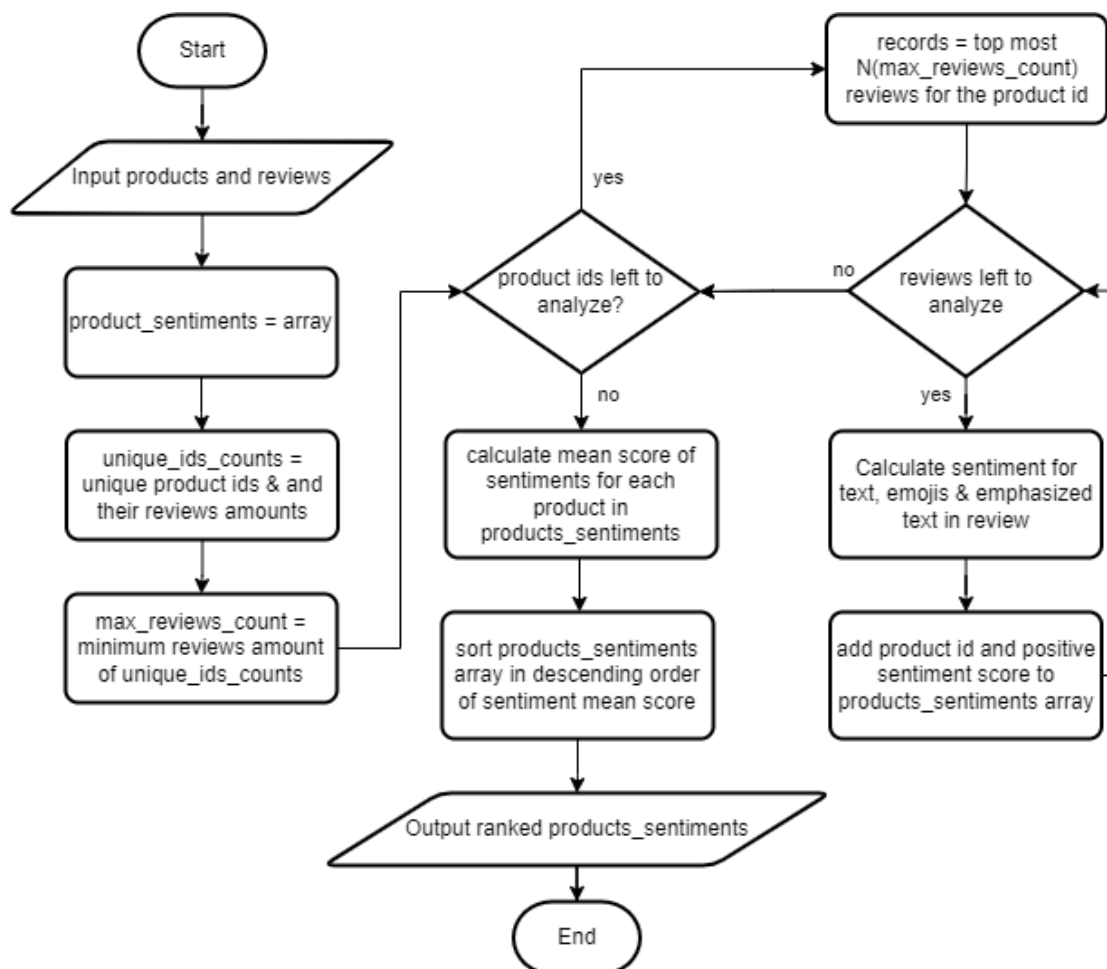 Start
Input products and reviews
product_sentiments = array
unique_ids_counts =
unique product ids & and
their reviews amounts
max_reviews_count =
minimum reviews amount
of unique_ids_counts
product ids left to
analyze?
yes
no
records = top most
N(max_reviews_count)
reviews for the product id
reviews left to
analyze
no
yes
Calculate sentiment for
text, emojis & emphasized
text in review
add product id and positive
sentiment score to
products_sentiments array
calculate mean score of
sentiments for each
product in
products_sentiments
sort products_sentiments
array in descending order
of sentiment mean score
Output ranked products_sentiments
End